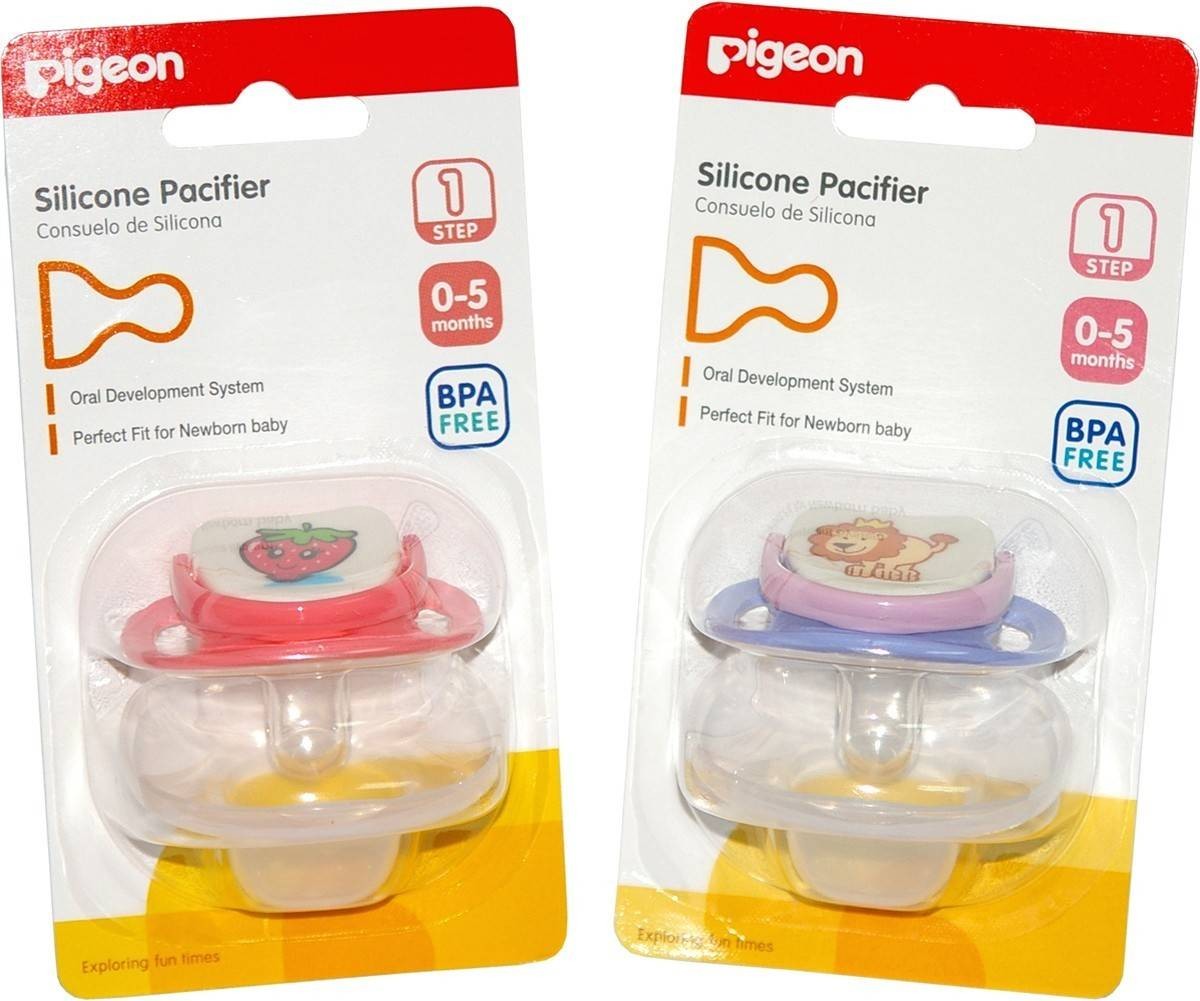 pigeon
Silicone Pacifier
Consuelo de Silicona
1
STEP
0-5
months
BPA
FREE
Oral Development System
Perfect Fit for Newborn baby
Exploring fun times
pigeon
Silicone Pacifier
Consuelo de Silicona
1
STEP
0-5
months
BPA
FREE
Oral Development System
Perfect Fit for Newborn baby
Exploring fun times